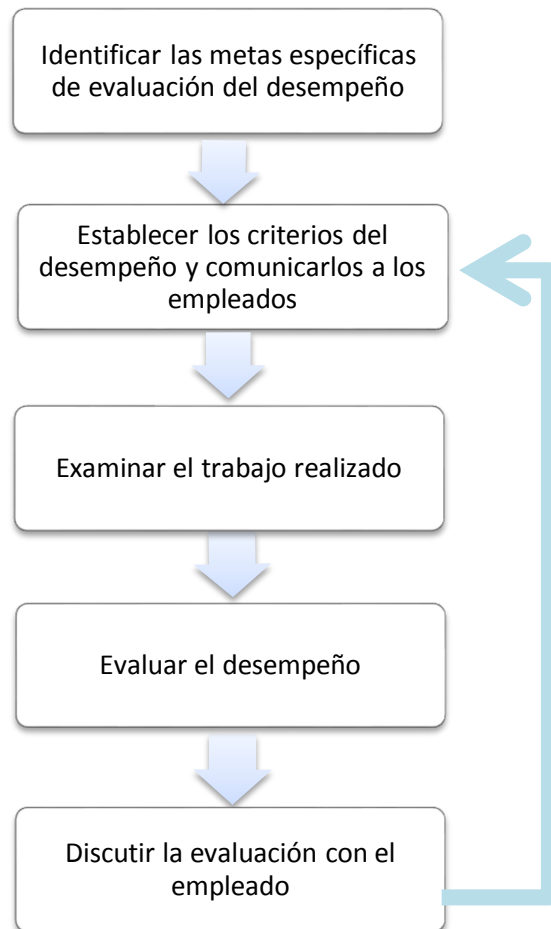 Identificar las metas específicas
de evaluación del desempeño
Establecer los criterios del
desempeño y comunicarlos a los
empleados
Examinar el trabajo realizado
Evaluar el desempeño
Discutir la evaluación con el
empleado